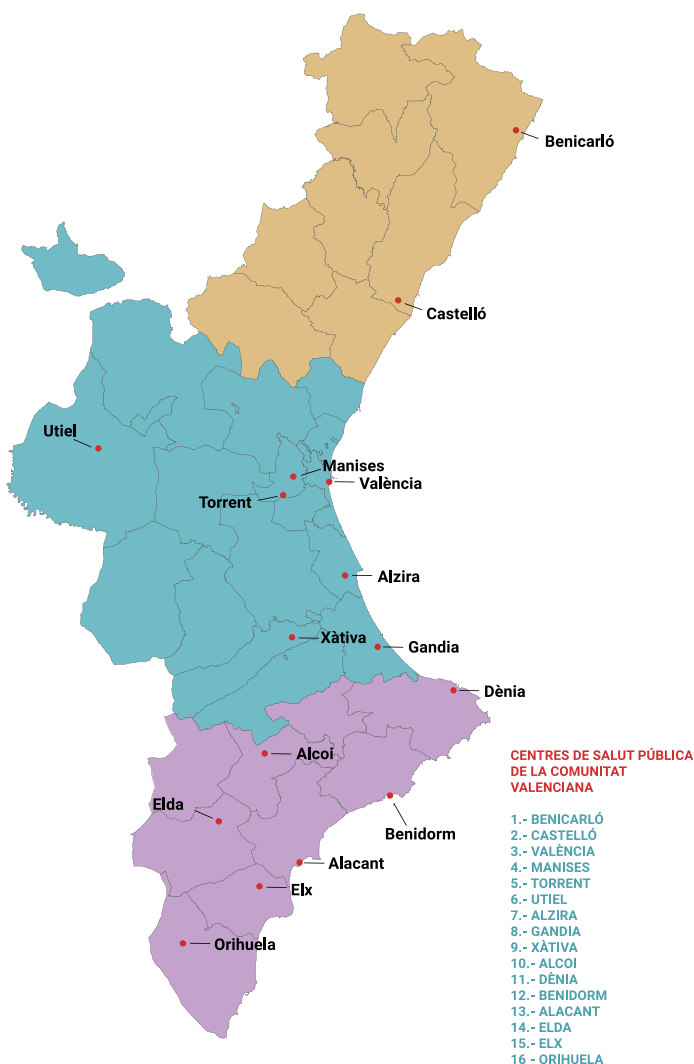 Benicarló
Castelló
Utiel
Manises
València
Torrent
Alzira
Xàtiva
Gandia
Dènia
Alcoi
Elda
Benidorm
Alacant
Elx
Orihuela
CENTRES DE SALUT PÚBLICA
DE LA COMUNITAT
VALENCIANA
1.- BENICARLÓ
2.- CASTELLÓ
3.- VALÈNCIA
4.- MANISES
5.- TORRENT
6.- UTIEL
7.- ALZIRA
8.- GANDIA
9.- XÀTIVA
10.- ALCOI
11.- DÈNIA
12.- BENIDORM
13.- ALACANT
14.- ELDA
15.- ELX
16 - ORIHUELA